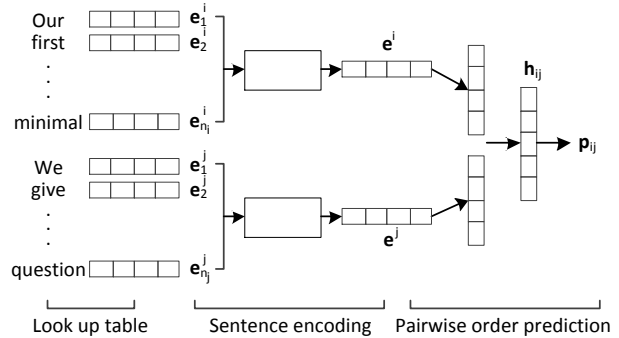 Our e₁ⁱ
first e₂ⁱ
.
.
.
minimal eₙᵢⁱ
eⁱ
We e₁ʲ
give e₂ʲ
.
.
.
question eₙⱼʲ
eʲ
hᵢⱼ
pᵢⱼ
Look up table
Sentence encoding
Pairwise order prediction